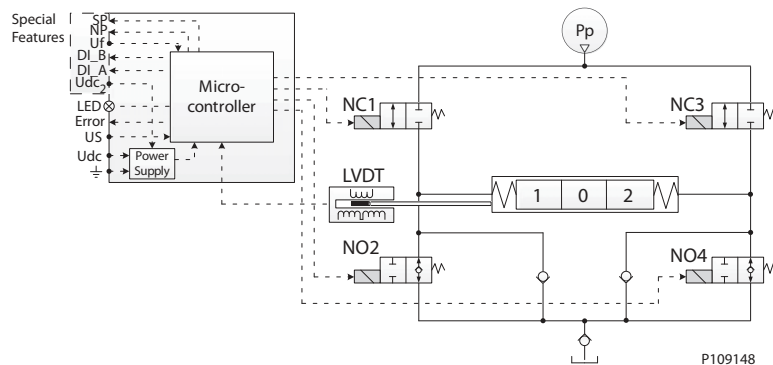 Special
Features
SP
NP
Uf
DI_B
DI_A
Udc2
LED
Error
US
Udc
Micro-
controller
Power
Supply
Pp
NC1
NC3
LVDT
1 0 2
NO2
NO4
P109148